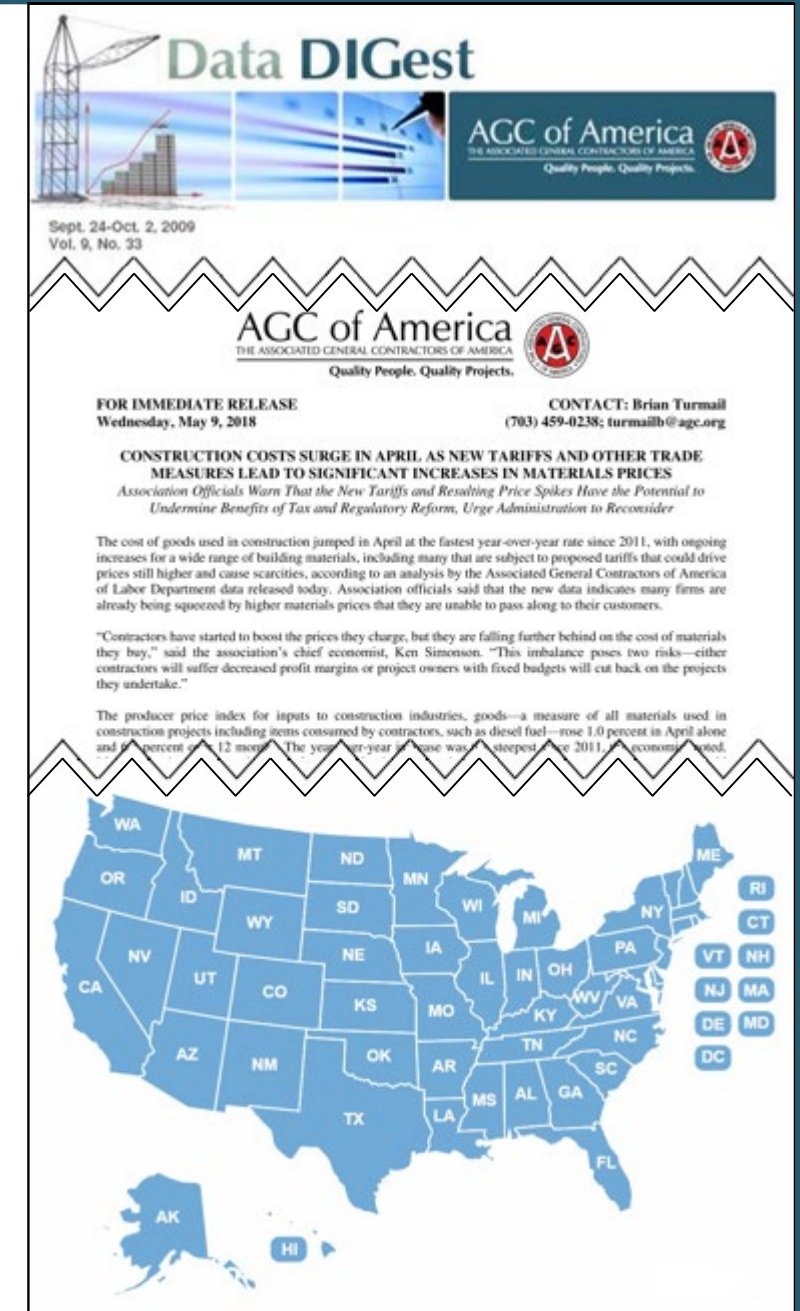 Data DIGest
AGC of America
THE ASSOCIATED GENERAL CONTRACTORS OF AMERICA
Quality People. Quality Projects.
Sept. 24-Oct. 2, 2009
Vol. 9, No. 33
AGC of America
THE ASSOCIATED GENERAL CONTRACTORS OF AMERICA
Quality People. Quality Projects.
FOR IMMEDIATE RELEASE CONTACT: Brian Turmail
Wednesday, May 9, 2018 (703) 459-0238; turmailb@agc.org
CONSTRUCTION COSTS SURGE IN APRIL AS NEW TARIFFS AND OTHER TRADE
MEASURES LEAD TO SIGNIFICANT INCREASES IN MATERIALS PRICES
Association Officials Warn That the New Tariffs and Resulting Price Spikes Have the Potential to
Undermine Benefits of Tax and Regulatory Reform, Urge Administration to Reconsider
The cost of goods used in construction jumped in April at the fastest year-over-year rate since 2011, with ongoing
increases for a wide range of building materials, including many that are subject to proposed tariffs that could drive
prices still higher and cause scarcities, according to an analysis by the Associated General Contractors of America
of Labor Department data released today. Association officials said that the new data indicates many firms are
already being squeezed by higher materials prices that they are unable to pass along to their customers.
"Contractors have started to boost the prices they charge, but they are falling further behind on the cost of materials
they buy," said the association's chief economist, Ken Simonson. "This imbalance poses two risks—either
contractors will suffer decreased profit margins or project owners with fixed budgets will cut back on the projects
they undertake."
The producer price index for inputs to construction industries, goods—a measure of all materials used in
construction projects including items consumed by contractors, such as diesel fuel—rose 1.0 percent in April alone
and percent 12 The was steepest 2011,
WA
MT
ND
MN
ME
OR
ID
SD
WI
MI
NY
RI
WY
CT
NV
NE
IA
PA
VT
NH
CA
UT
CO
IL
IN
OH
NJ
MA
KS
MO
WV
VA
KY
DE
MD
NC
TN
AZ
NM
OK
AR
DC
SC
MS
AL
GA
TX
LA
FL
AK
HI